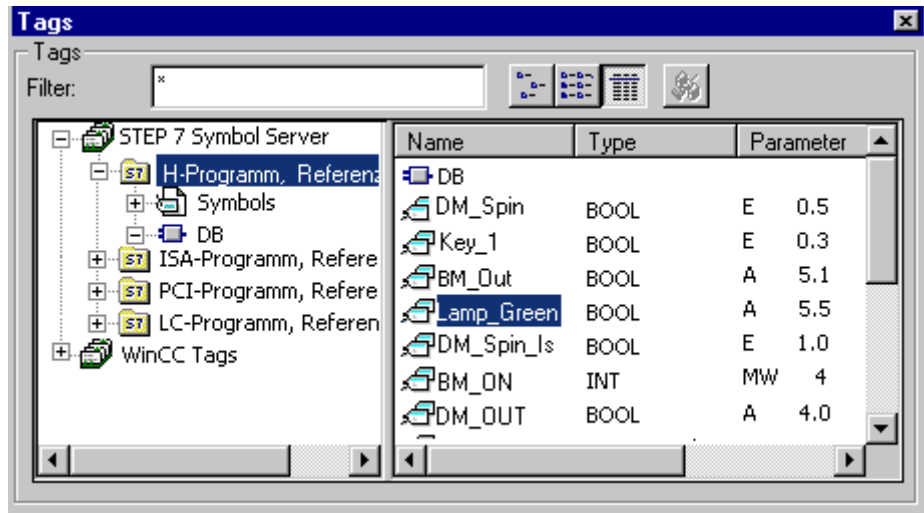 Tags
Tags
Filter: *
STEP 7 Symbol Server
H-Programm, Referenz
Symbols
DB
ISA-Programm, Refere
PCI-Programm, Refere
LC-Programm, Referen
WinCC Tags
Name Type Parameter
DB
DM_Spin BOOL E 0.5
Key_1 BOOL E 0.3
BM_Out BOOL A 5.1
Lamp_Green BOOL A 5.5
DM_Spin_Is BOOL E 1.0
BM_ON INT MW 4
DM_OUT BOOL A 4.0